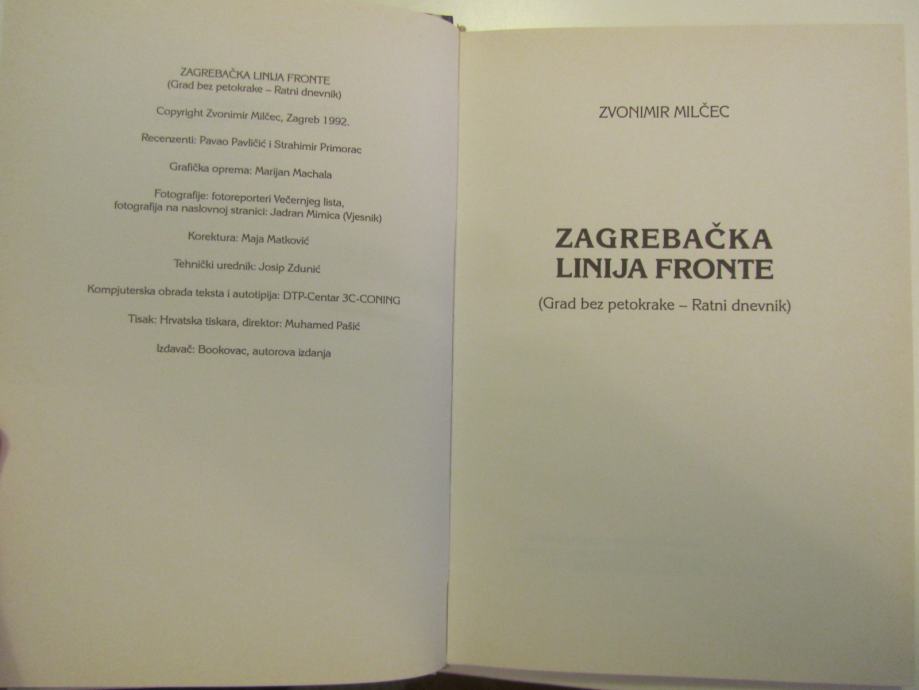 ZAGREBAČKA LINIJA FRONTE
(Grad bez petokrake – Ratni dnevnik)
Copyright Zvonimir Milčec, Zagreb 1992.
Recenzenti: Pavao Pavličić i Strahimir Primorac
Grafička oprema: Marijan Machala
Fotografije: fotoreporteri Večernjeg lista,
fotografija na naslovnoj stranici: Jadran Mimica (Vjesnik)
Korektura: Maja Matković
Tehnički urednik: Josip Zdunić
Kompjuterska obrada teksta i autotipija: DTP-Centar 3C-CONING
Tisak: Hrvatska tiskara, direktor: Muhamed Pašić
Izdavač: Bookovac, autorova izdanja
ZVONIMIR MILČEC
ZAGREBAČKA
LINIJA FRONTE
(Grad bez petokrake – Ratni dnevnik)